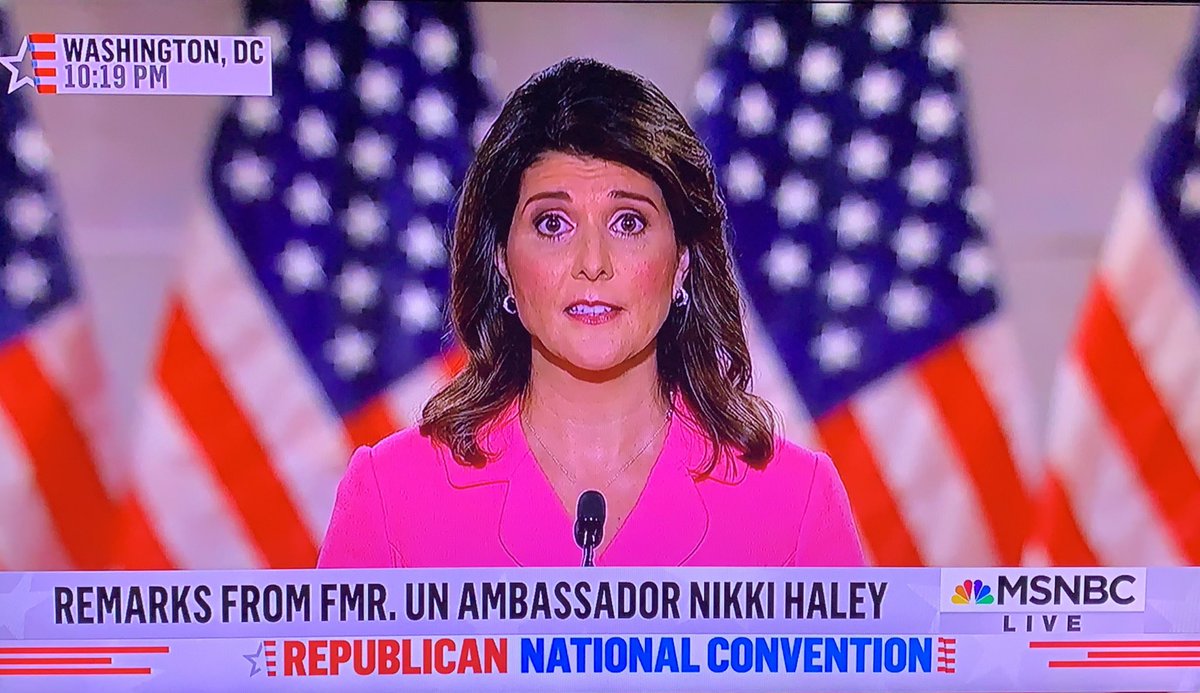 WASHINGTON, DC
10:19 PM
REMARKS FROM FMR. UN AMBASSADOR NIKKI HALEY
MSNBC
LIVE
REPUBLICAN NATIONAL CONVENTION